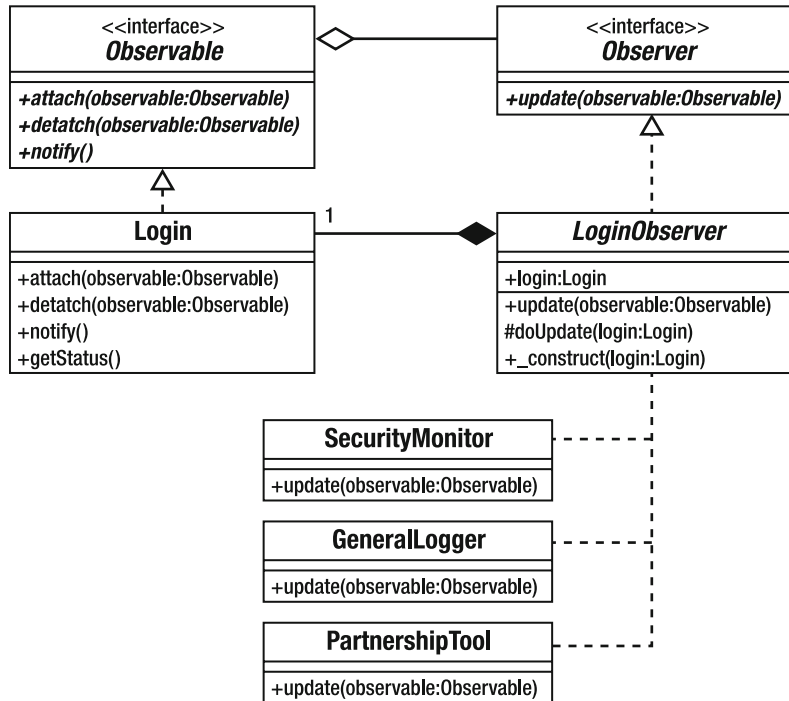 <<interface>>
Observable
+attach(observable:Observable)
+detatch(observable:Observable)
+notify()
<<interface>>
Observer
+update(observable:Observable)
Login
+attach(observable:Observable)
+detatch(observable:Observable)
+notify()
+getStatus()
1
LoginObserver
+login:Login
+update(observable:Observable)
#doUpdate(login:Login)
+_construct(login:Login)
SecurityMonitor
+update(observable:Observable)
GeneralLogger
+update(observable:Observable)
PartnershipTool
+update(observable:Observable)